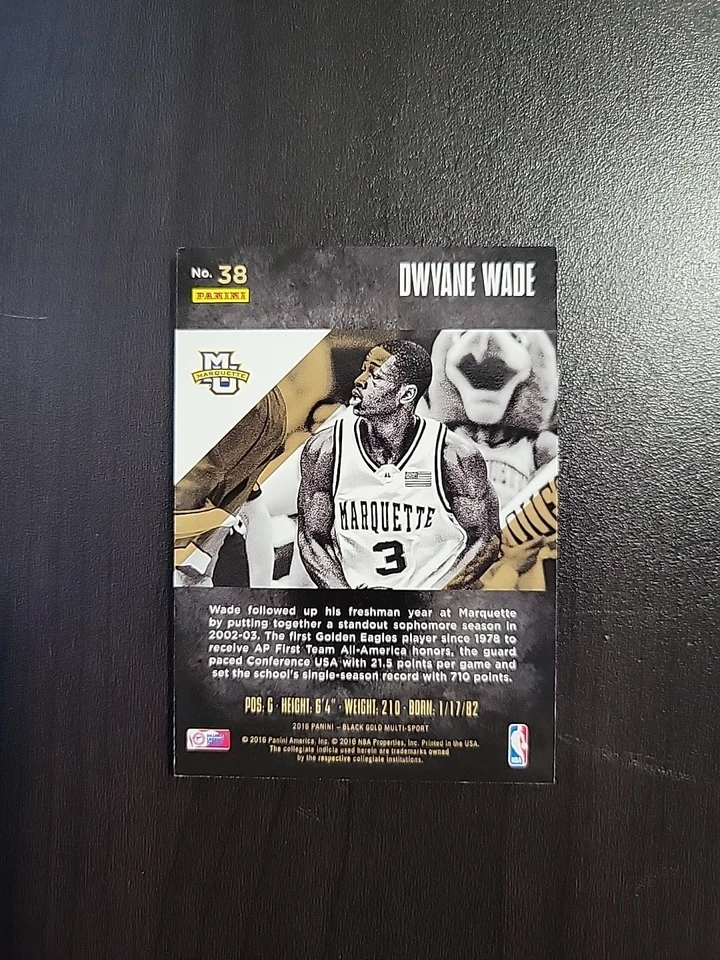 No. 38
PANINI
DWYANE WADE
MU
MARQUETTE
MARQUETTE
3
QUE
Wade followed up his freshman year at Marquette
by putting together a standout sophomore season in
2002-03. The first Golden Eagles player since 1978 to
receive AP First Team All-America honors, the guard
paced Conference USA with 21.5 points per game and
set the school's single-season record with 710 points.
POS: G · HEIGHT: 6'4" · WEIGHT: 210 · BORN: 1/17/82
2016 PANINI – BLACK GOLD MULTI-SPORT
© 2016 Panini America, Inc. © 2016 NBA Properties, Inc. Printed in the USA.
The collegiate indicia used herein are trademarks owned
by the respective collegiate institutions.
NBA